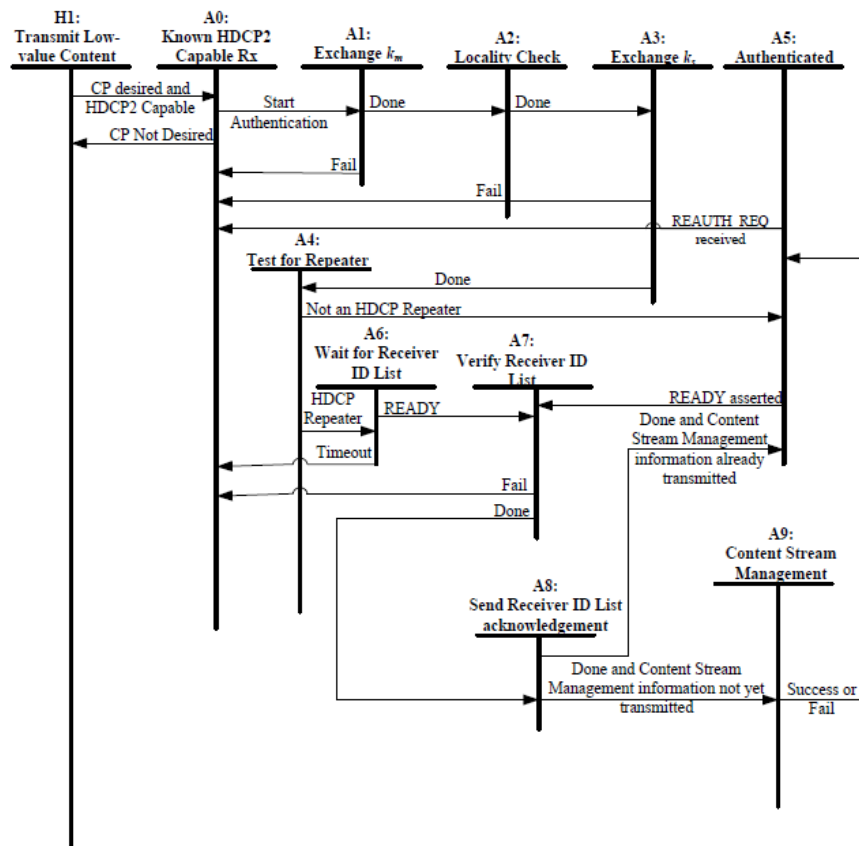 H1:
Transmit Low-
value Content
A0:
Known HDCP2
Capable Rx
A1:
Exchange km
A2:
Locality Check
A3:
Exchange ks
A5:
Authenticated
CP desired and
HDCP2 Capable
Start
Authentication
Done
Done
CP Not Desired
Fail
Fail
REAUTH_REQ
received
A4:
Test for Repeater
Done
Not an HDCP Repeater
A6:
Wait for Receiver
ID List
A7:
Verify Receiver ID
List
HDCP
Repeater
READY
READY asserted
Done and Content
Stream Management
information already
transmitted
Timeout
Fail
Done
A9:
Content Stream
Management
A8:
Send Receiver ID List
acknowledgement
Done and Content Stream
Management information not yet
transmitted
Success or
Fail